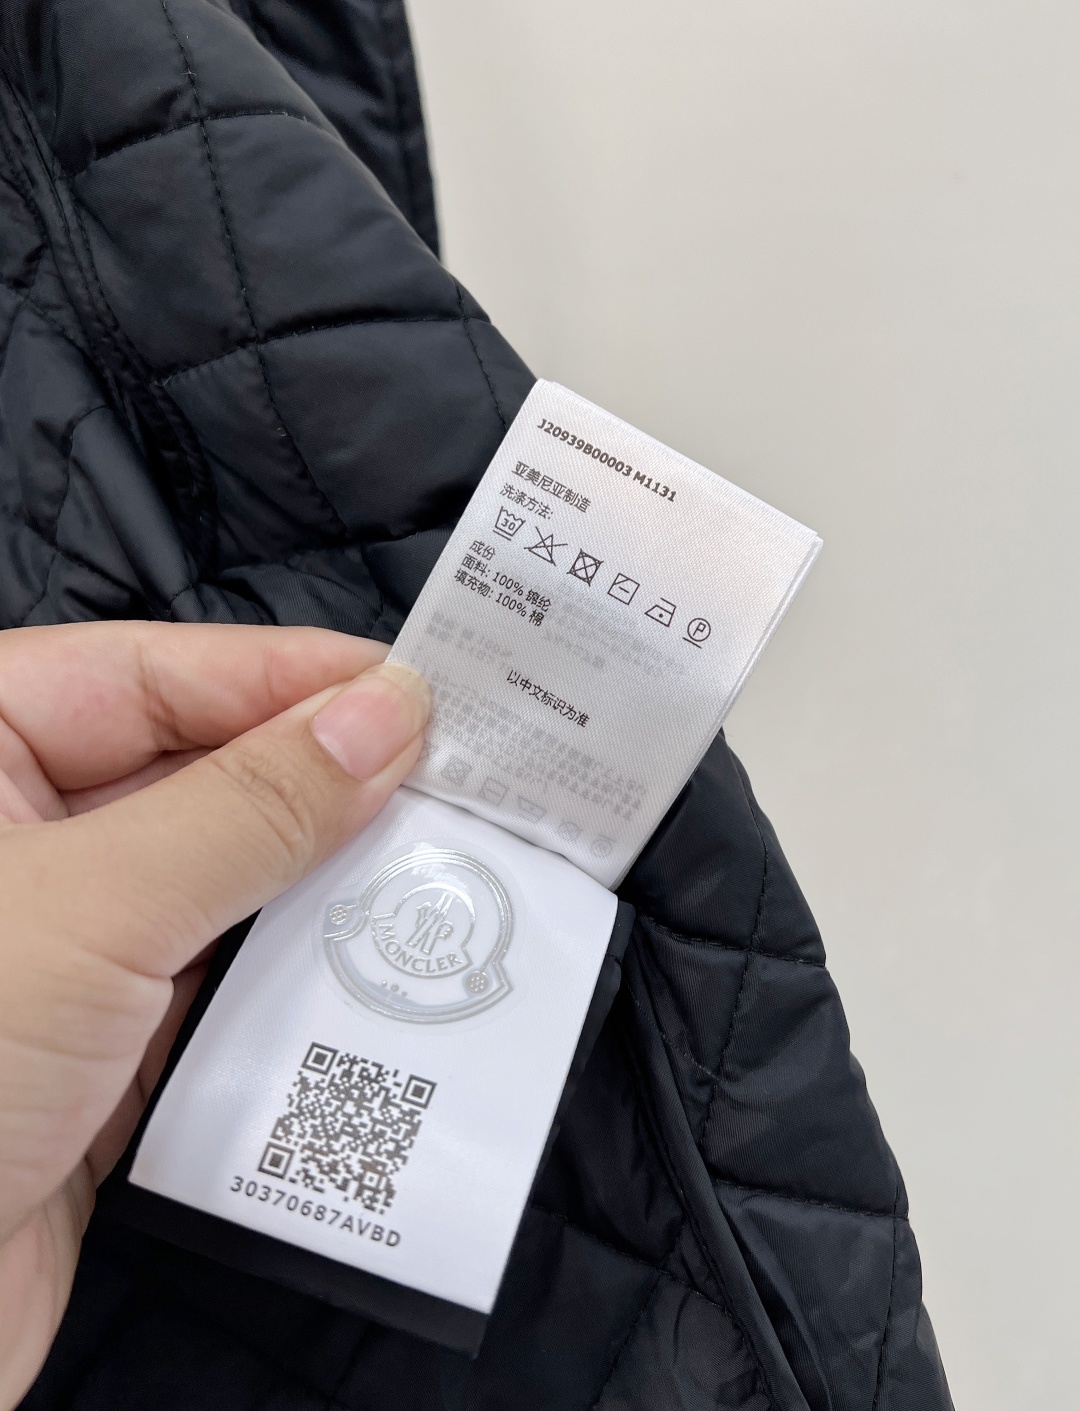 J20939B00003 M1131
亚美尼亚制造
洗涤方法:
30
P
成份
面料: 100% 锦纶
填充物: 100% 棉
以中文标识为准
MONCLER
30370687AVBD